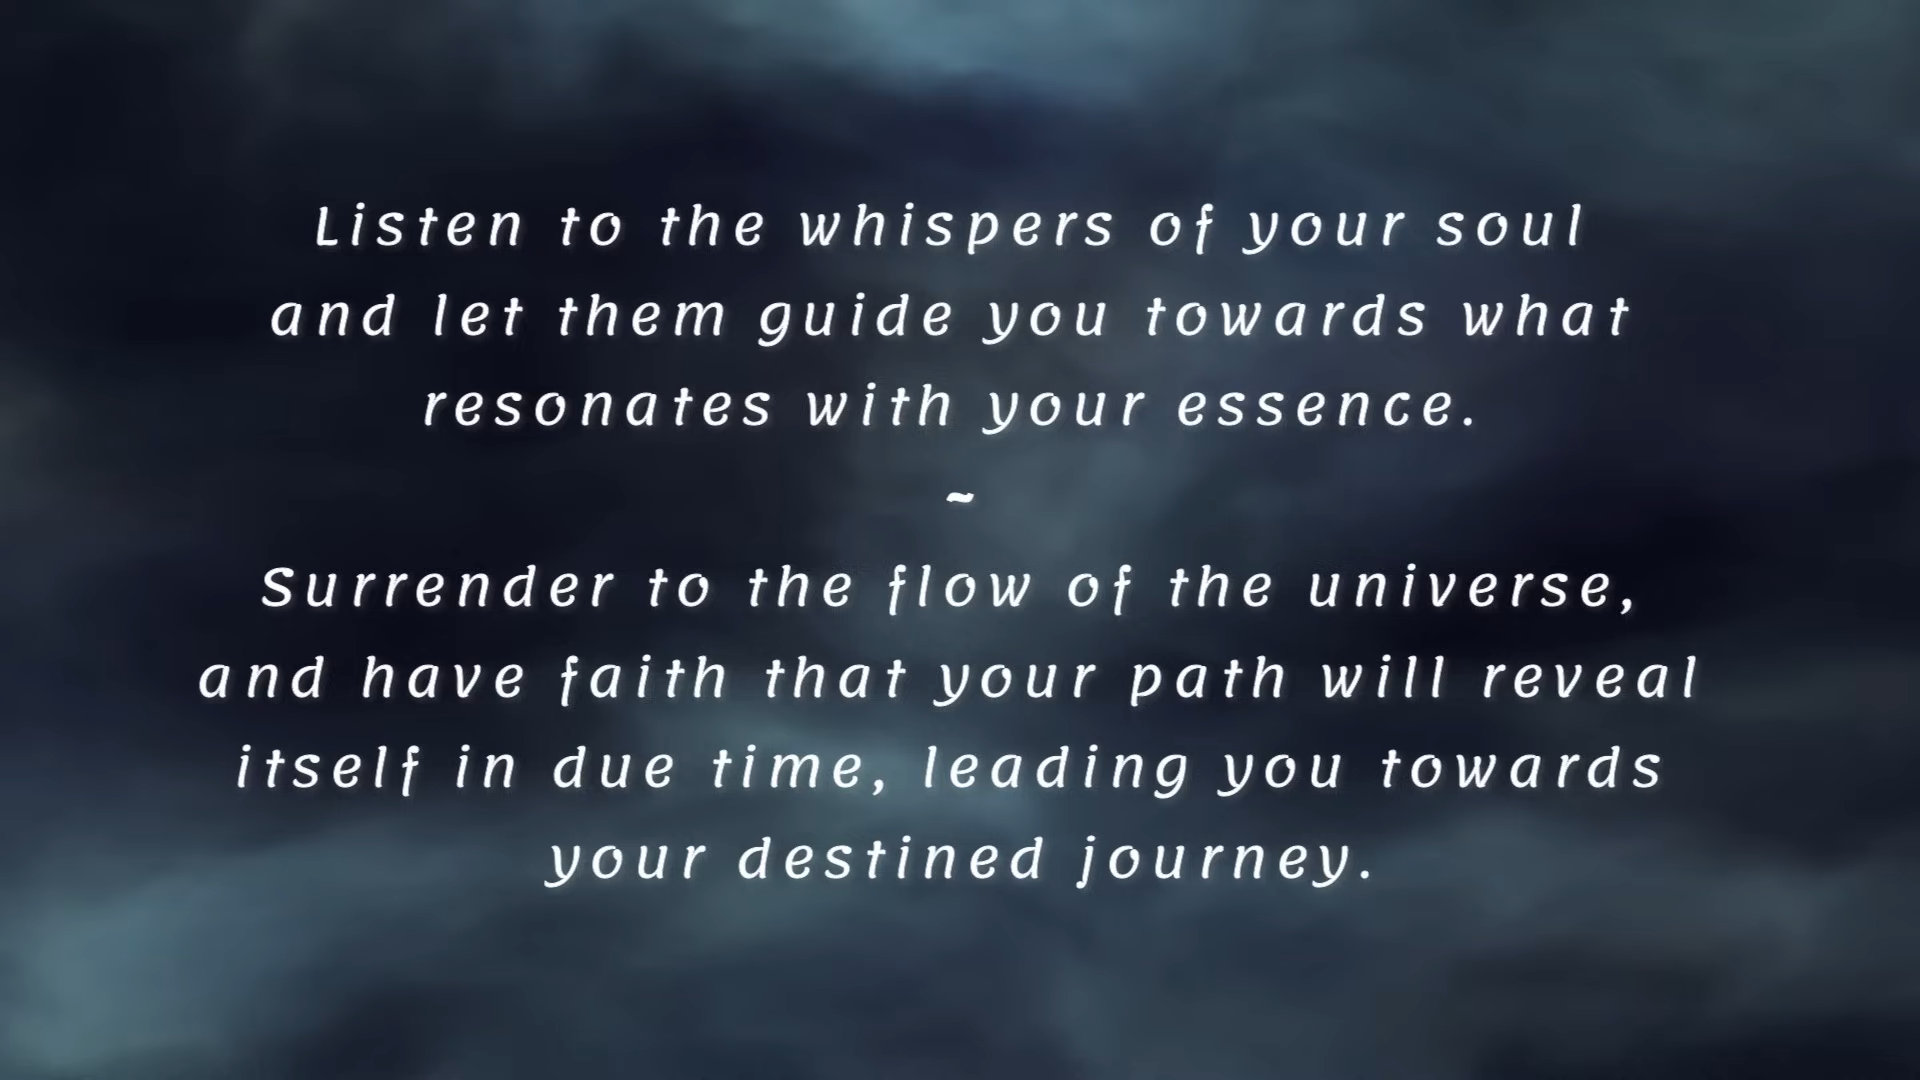 Listen to the whispers of your soul
and let them guide you towards what
resonates with your essence.
~
Surrender to the flow of the universe,
and have faith that your path will reveal
itself in due time, leading you towards
your destined journey.